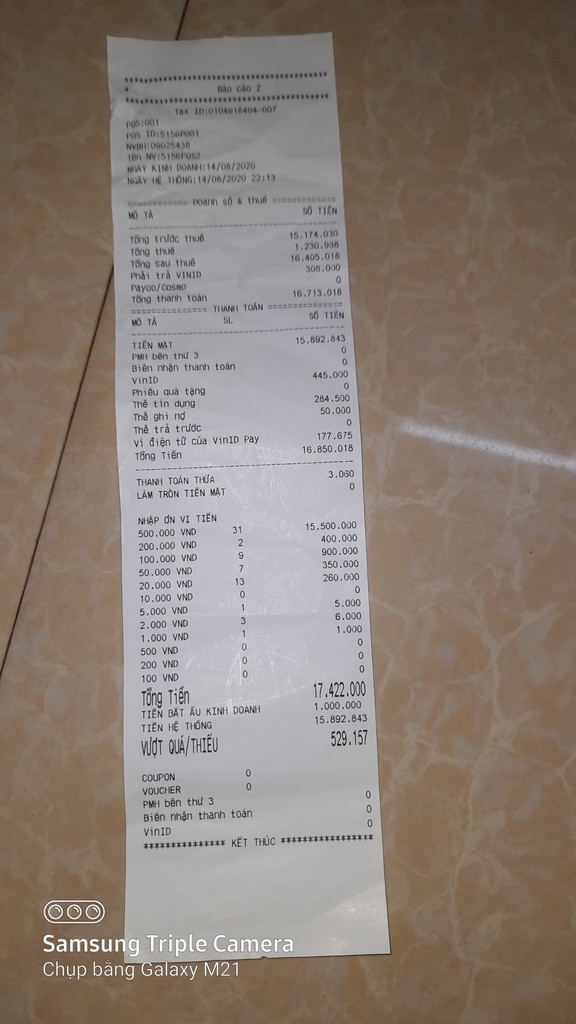 ********************************
*
Báo cáo Z
********************************
Tax ID:0104918404-007
POS:001
POS ID:5156P001
NVBH:09025438
Tên NV:5156POS2
NGÀY KINH DOANH:14/08/2020
NGÀY HỆ THỐNG:14/08/2020 22:13
============ Doanh số & thuế ============
MÔ TẢ SỐ TIỀN
Tổng trước thuế 15.174.030
Tổng thuế 1.230.988
Tổng sau thuế 16.405.018
Phải trả VINID 308.000
Payoo/Cosmo 0
Tổng thanh toán 16.713.018
============== THANH TOÁN ==============
MÔ TẢ SL SỐ TIỀN
TIỀN MẶT 15.892.843
PMH bên thứ 3 0
Biên nhận thanh toán 0
VinID 445.000
Phiếu quà tặng 0
Thẻ tín dụng 284.500
Thẻ ghi nợ 50.000
Thẻ trả trước 0
Ví điện tử của VinID Pay 177.675
Tổng Tiền 16.850.018
THANH TOÁN THỪA 3.060
LÀM TRÒN TIỀN MẶT 0
NHẬP ƠN VỊ TIỀN
500.000 VND 31 15.500.000
200.000 VND 2 400.000
100.000 VND 9 900.000
50.000 VND 7 350.000
20.000 VND 13 260.000
10.000 VND 0 0
5.000 VND 1 5.000
2.000 VND 3 6.000
1.000 VND 1 1.000
500 VND 0 0
200 VND 0 0
100 VND 0 0
Tổng Tiền 17.422.000
TIỀN BẮT ẦU KINH DOANH 1.000.000
TIỀN HỆ THỐNG 15.892.843
VƯỢT QUÁ/THIẾU 529.157
COUPON 0
VOUCHER 0
PMH bên thứ 3 0
Biên nhận thanh toán 0
VinID 0
*************** KẾT THÚC *****************
Samsung Triple Camera
Chụp bằng Galaxy M21